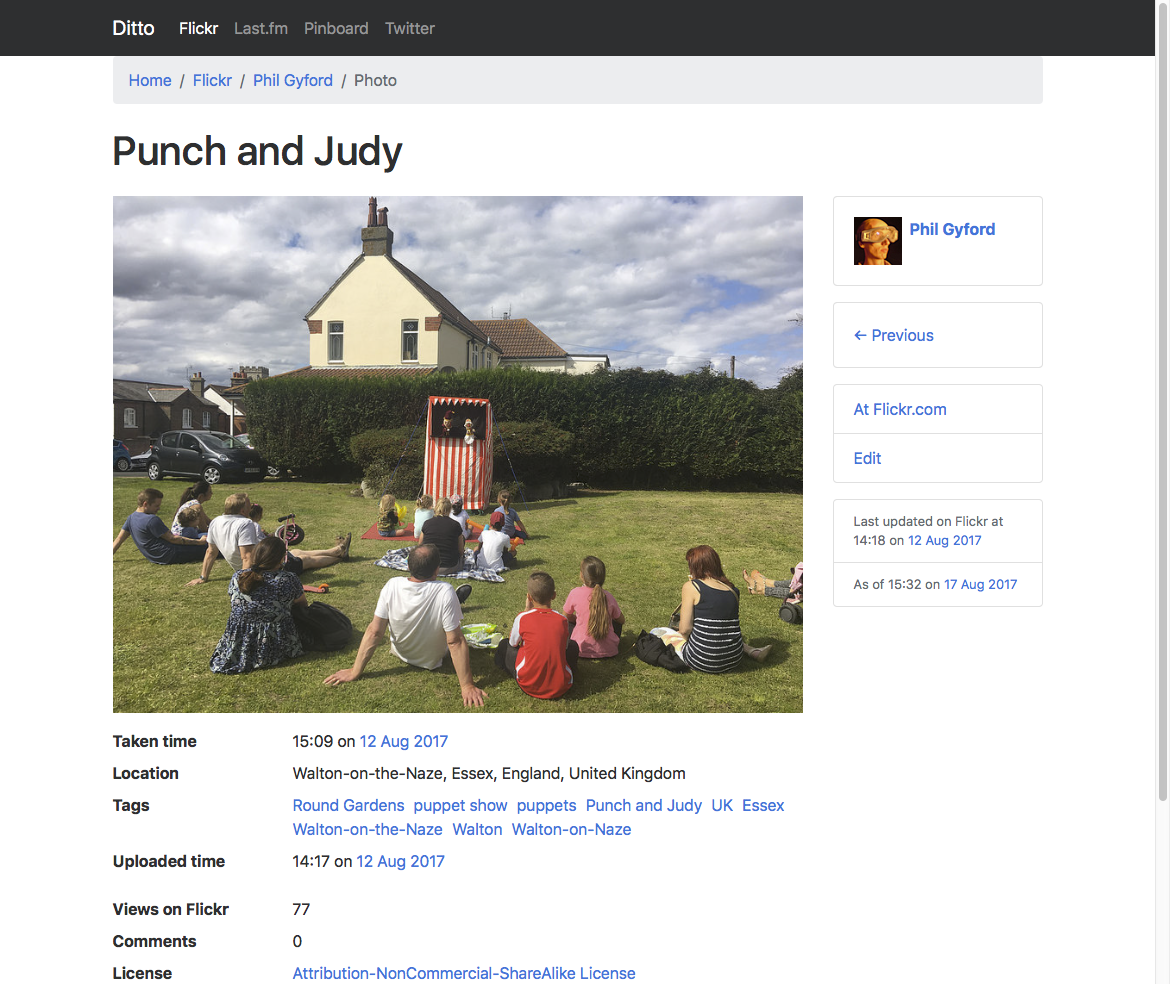 Ditto Flickr Last.fm Pinboard Twitter
Home / Flickr / Phil Gyford / Photo
Punch and Judy
Phil Gyford
← Previous
At Flickr.com
Edit
Last updated on Flickr at
14:18 on 12 Aug 2017
As of 15:32 on 17 Aug 2017
Taken time 15:09 on 12 Aug 2017
Location Walton-on-the-Naze, Essex, England, United Kingdom
Tags Round Gardens puppet show puppets Punch and Judy UK Essex
Walton-on-the-Naze Walton Walton-on-Naze
Uploaded time 14:17 on 12 Aug 2017
Views on Flickr 77
Comments 0
License Attribution-NonCommercial-ShareAlike License